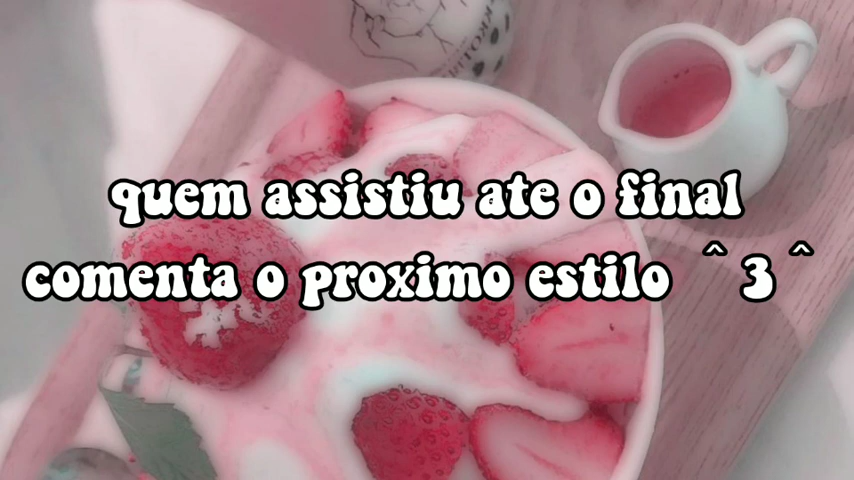 quem assistiu ate o final
comenta o proximo estilo ^3^